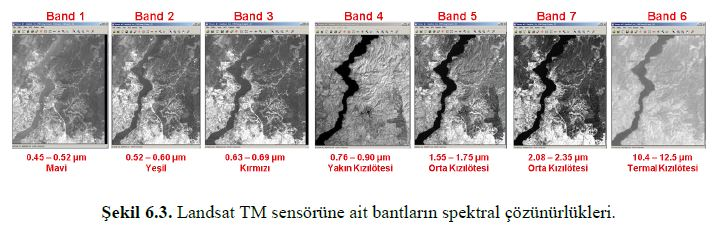 Band 1 Band 2 Band 3 Band 4 Band 5 Band 7 Band 6
0.45 – 0.52 µm 0.52 – 0.60 µm 0.63 – 0.69 µm 0.76 – 0.90 µm 1.55 – 1.75 µm 2.08 – 2.35 µm 10.4 – 12.5 µm
Mavi Yeşil Kırmızı Yakın Kızılötesi Orta Kızılötesi Orta Kızılötesi Termal Kızılötesi
Şekil 6.3. Landsat TM sensörüne ait bantların spektral çözünürlükleri.